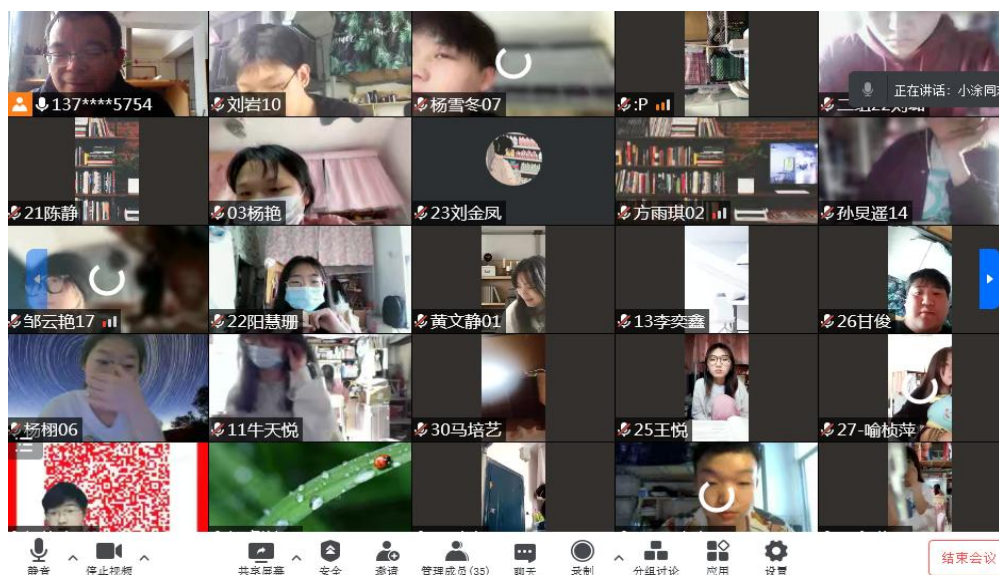 137****5754
刘岩10
杨雪冬07
:P
正在讲话: 小涂同
21陈静
03杨艳
23刘金凤
方雨琪02
孙旻遥14
邹云艳17
22阳慧珊
黄文静01
13李奕鑫
26甘俊
杨栩06
11牛天悦
30马培艺
25王悦
27-喻桢萍
静音
停止视频
共享屏幕
安全
邀请
管理成员(35)
聊天
录制
分组讨论
应用
设置
结束会议